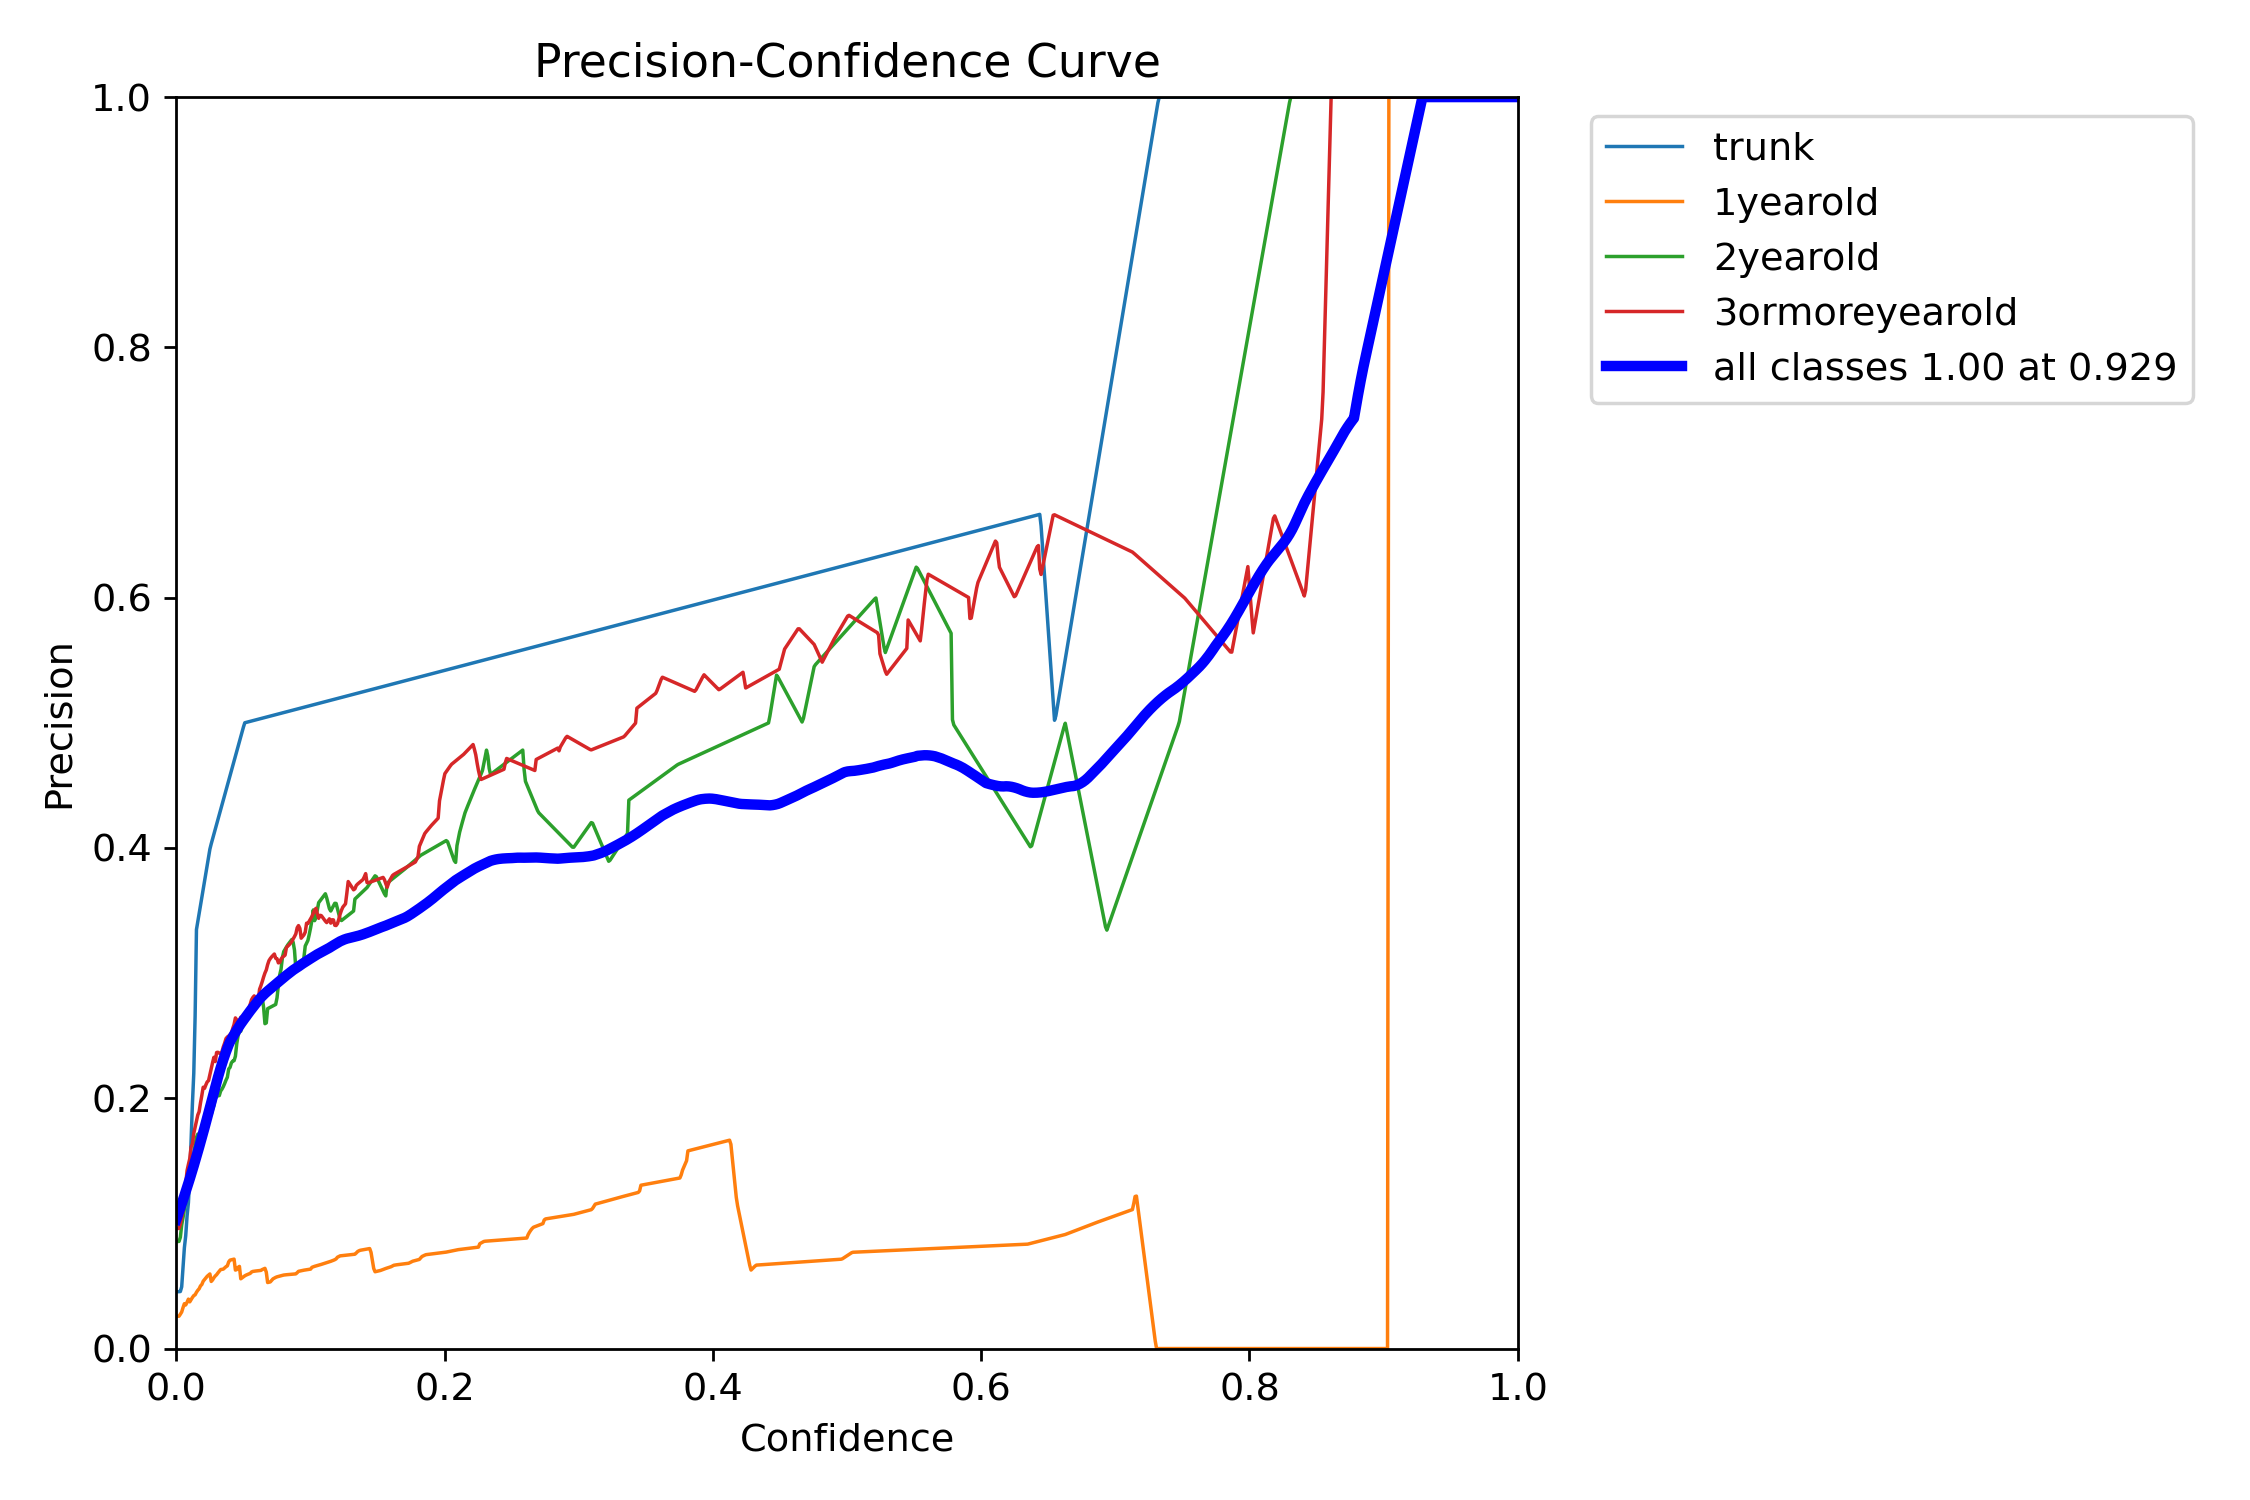 Precision-Confidence Curve
1.0
0.8
0.6
0.4
0.2
0.0
Precision
0.0 0.2 0.4 0.6 0.8 1.0
Confidence
trunk
1yearold
2yearold
3ormoreyearold
all classes 1.00 at 0.929